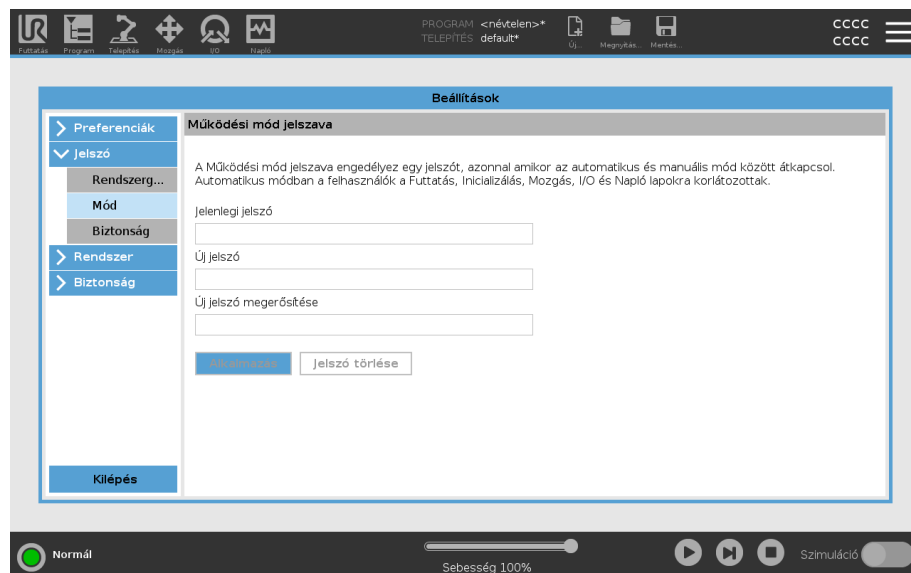 PROGRAM <névtelen>*
TELEPÍTÉS default*
CCCC
CCCC
Futtatás Program Telepítés Mozgás I/O Napló Új... Megnyitás... Mentés...
Beállítások
Preferenciák
Működési mód jelszava
Jelszó
A Működési mód jelszava engedélyez egy jelszót, azonnal amikor az automatikus és manuális mód között átkapcsol.
Automatikus módban a felhasználók a Futtatás, Inicializálás, Mozgás, I/O és Napló lapokra korlátozottak.
Rendszerg...
Mód
Biztonság
Rendszer
Biztonság
Jelenlegi jelszó
Új jelszó
Új jelszó megerősítése
Alkalmazás Jelszó törlése
Kilépés
Normál
Sebesség 100%
Szimuláció